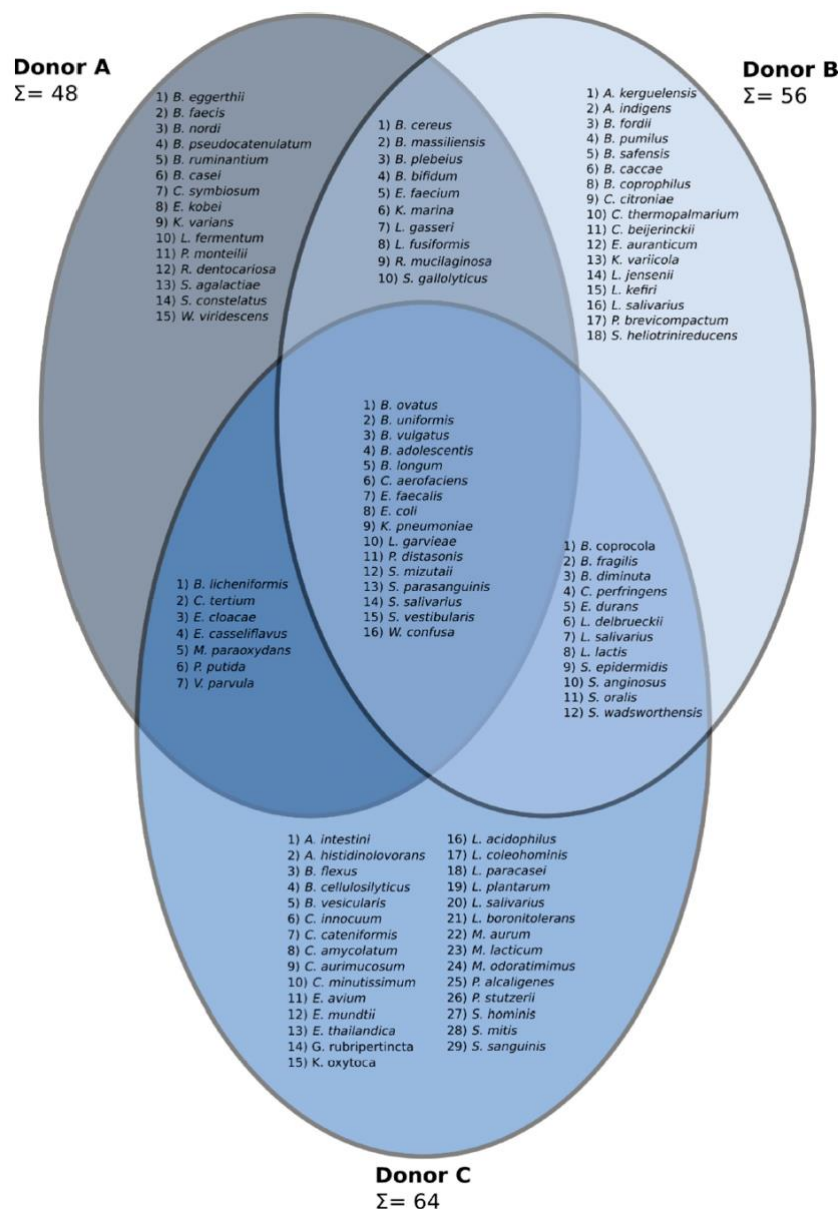 Donor A
Σ= 48
1) B. eggerthii
2) B. faecis
3) B. nordi
4) B. pseudocatenulatum
5) B. ruminantium
6) B. casei
7) C. symbiosum
8) E. kobei
9) K. varians
10) L. fermentum
11) P. monteilii
12) R. dentocariosa
13) S. agalactiae
14) S. constelatus
15) W. viridescens
1) B. cereus
2) B. massiliensis
3) B. plebeius
4) B. bifidum
5) E. faecium
6) K. marina
7) L. gasseri
8) L. fusiformis
9) R. mucilaginosa
10) S. gallolyticus
Donor B
Σ= 56
1) A. kerguelensis
2) A. indigens
3) B. fordii
4) B. pumilus
5) B. safensis
6) B. caccae
8) B. coprophilus
9) C. citroniae
10) C. thermopalmarium
11) C. beijerinckii
12) E. auranticum
13) K. variicola
14) L. jensenii
15) L. kefiri
16) L. salivarius
17) P. brevicompactum
18) S. heliotrinireducens
1) B. ovatus
2) B. uniformis
3) B. vulgatus
4) B. adolescentis
5) B. longum
6) C. aerofaciens
7) E. faecalis
8) E. coli
9) K. pneumoniae
10) L. garvieae
11) P. distasonis
12) S. mizutaii
13) S. parasanguinis
14) S. salivarius
15) S. vestibularis
16) W. confusa
1) B. licheniformis
2) C. tertium
3) E. cloacae
4) E. casseliflavus
5) M. paraoxydans
6) P. putida
7) V. parvula
1) B. coprocola
2) B. fragilis
3) B. diminuta
4) C. perfringens
5) E. durans
6) L. delbrueckii
7) L. salivarius
8) L. lactis
9) S. epidermidis
10) S. anginosus
11) S. oralis
12) S. wadsworthensis
1) A. intestini
2) A. histidinolovorans
3) B. flexus
4) B. cellulosilyticus
5) B. vesicularis
6) C. innocuum
7) C. cateniformis
8) C. amycolatum
9) C. aurimucosum
10) C. minutissimum
11) E. avium
12) E. mundtii
13) E. thailandica
14) G. rubripertincta
15) K. oxytoca
16) L. acidophilus
17) L. coleohominis
18) L. paracasei
19) L. plantarum
20) L. salivarius
21) L. boronitolerans
22) M. aurum
23) M. lacticum
24) M. odoratimimus
25) P. alcaligenes
26) P. stutzerii
27) S. hominis
28) S. mitis
29) S. sanguinis
Donor C
Σ= 64